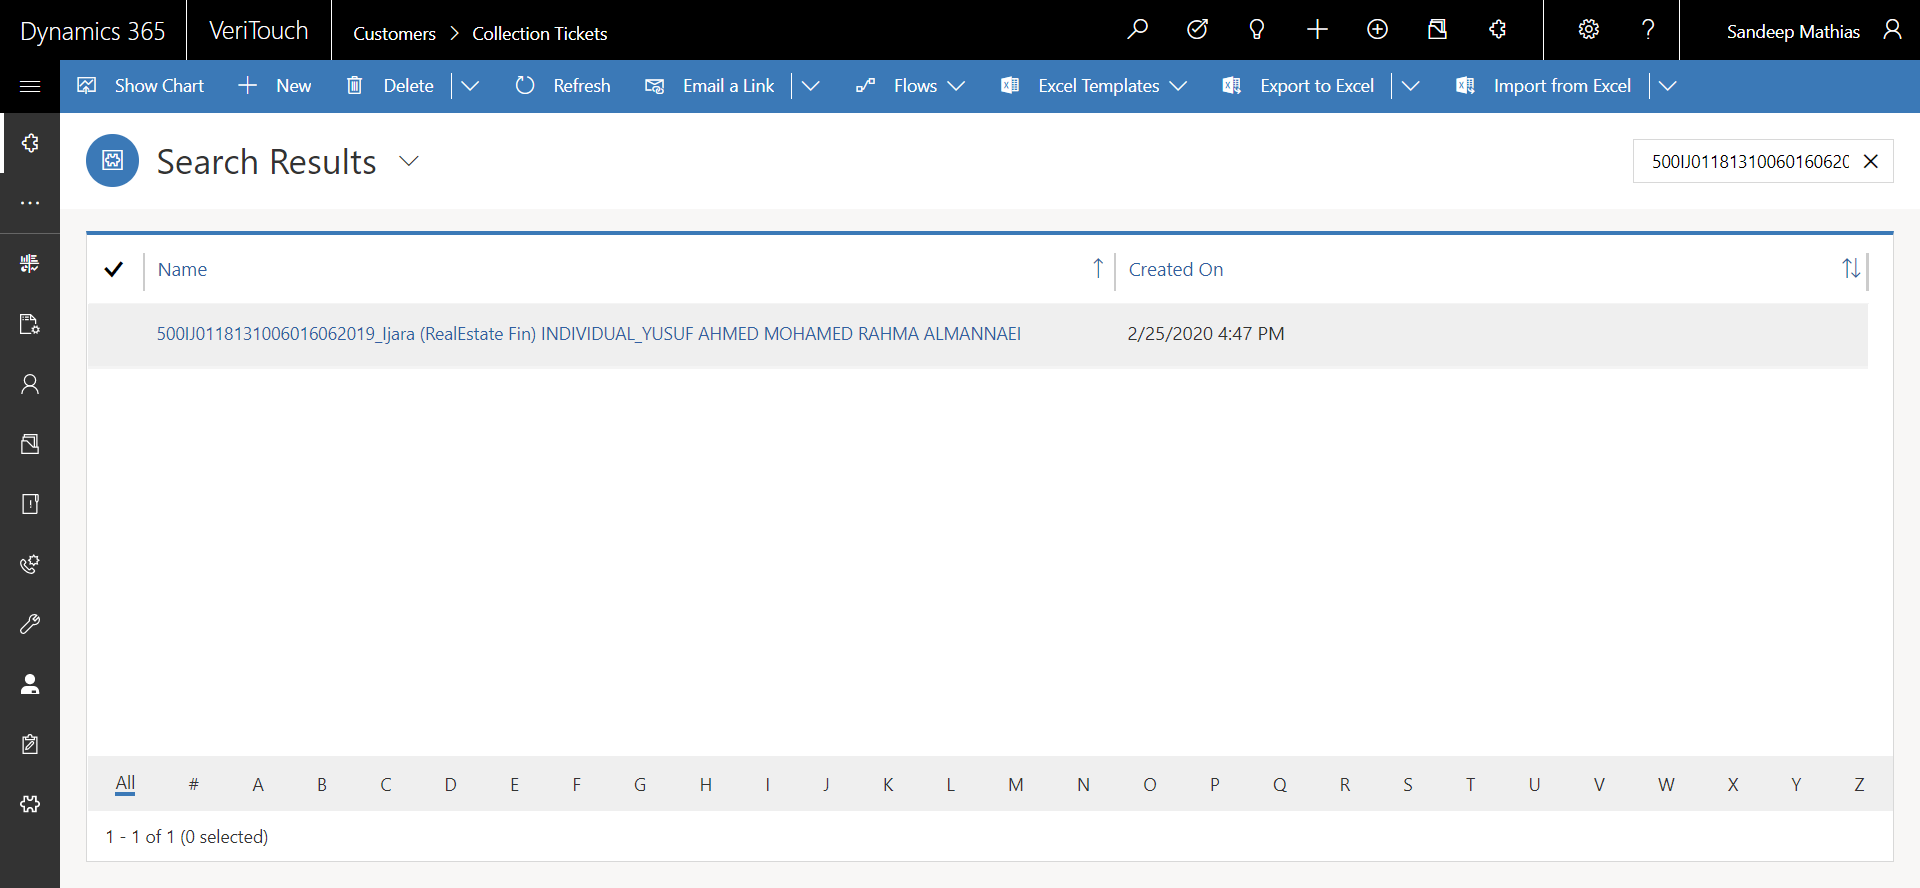 Dynamics 365 VeriTouch Customers > Collection Tickets Sandeep Mathias
Show Chart New Delete Refresh Email a Link Flows Excel Templates Export to Excel Import from Excel
Search Results
500IJ01181310060160620
Name Created On
500IJ0118131006016062019_Ijara (RealEstate Fin) INDIVIDUAL_YUSUF AHMED MOHAMED RAHMA ALMANNAEI 2/25/2020 4:47 PM
All # A B C D E F G H I J K L M N O P Q R S T U V W X Y Z
1 - 1 of 1 (0 selected)